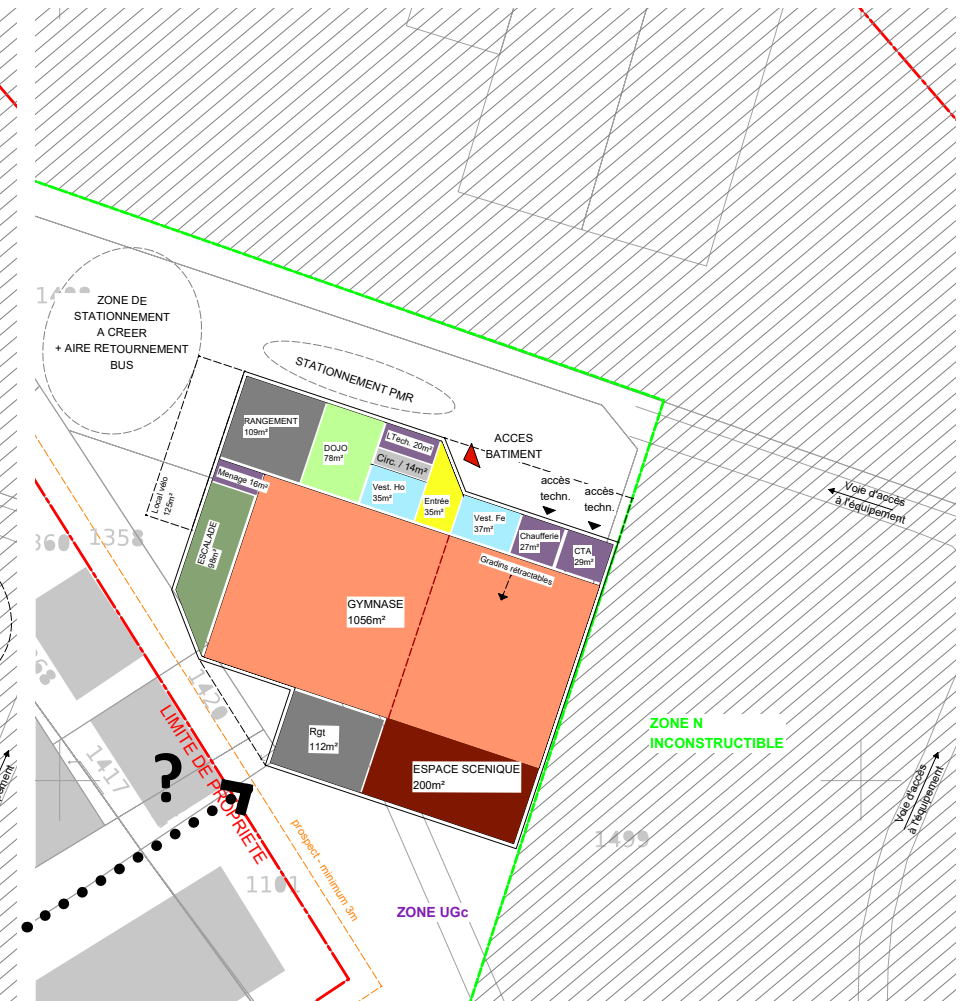 ZONE DE
STATIONNEMENT
A CREER
+ AIRE RETOURNEMENT
BUS
STATIONNEMENT PMR
RANGEMENT
109m²
DOJO
78m²
LTech. 20m²
Circ. / 14m²
ACCES
BATIMENT
accès
techn.
accès
techn.
Voie d'accès
à l'équipement
Menage 16m²
Vest. Ho
35m²
Entrée
35m²
Vest. Fe
37m²
Chaufferie
27m²
CTA
29m²
Local vélo
125m²
ESCALADE
98m²
Gradins rétractables
1358
GYMNASE
1056m²
1420
LIMITE DE PROPRIETE
Rgt
112m²
ESPACE SCENIQUE
200m²
ZONE N
INCONSTRUCTIBLE
1417
?
Voie d'accès
à l'équipement
1499
prospect - minimum 3m
1101
ZONE UGc